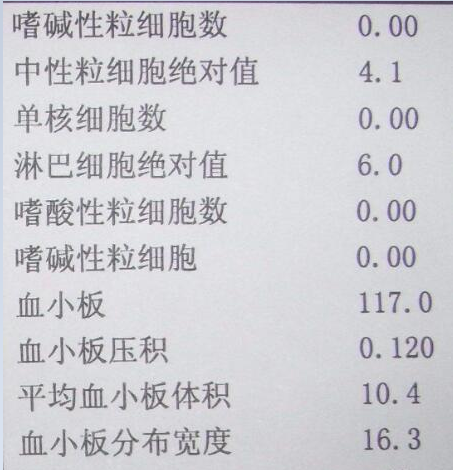 嗜碱性粒细胞数 0.00
中性粒细胞绝对值 4.1
单核细胞数 0.00
淋巴细胞绝对值 6.0
嗜酸性粒细胞数 0.00
嗜碱性粒细胞 0.00
血小板 117.0
血小板压积 0.120
平均血小板体积 10.4
血小板分布宽度 16.3